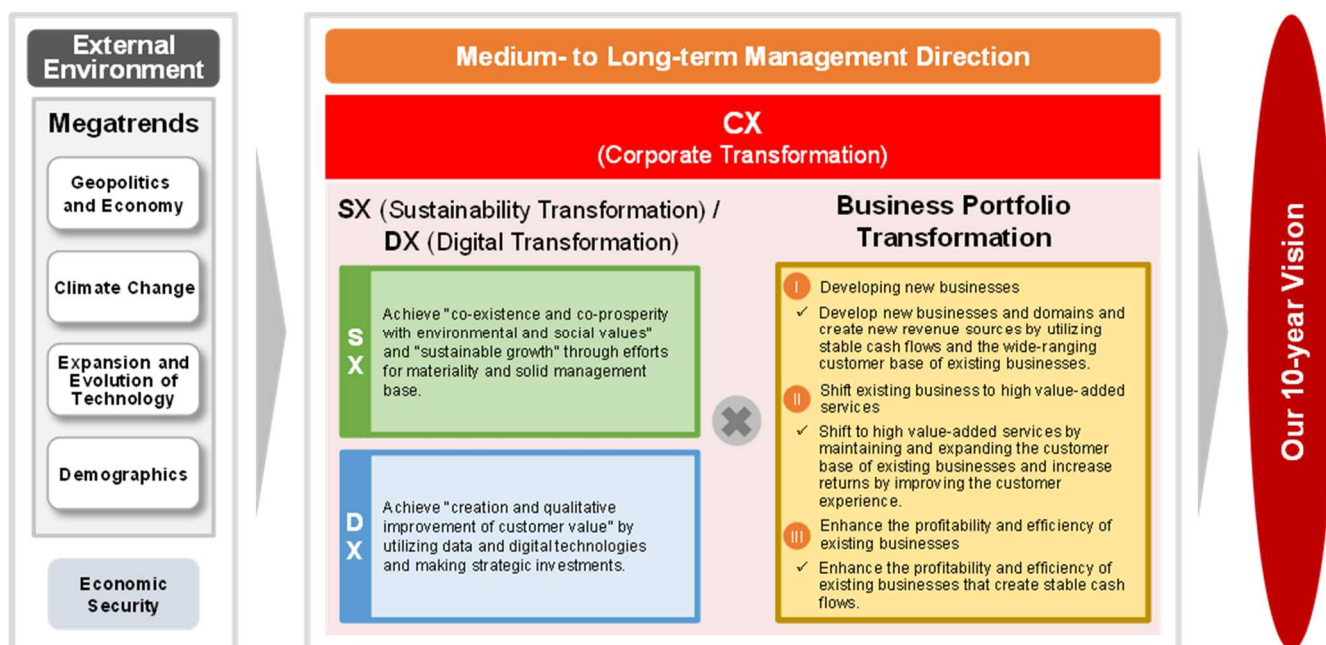 External
Environment
Megatrends
Geopolitics
and Economy
Climate Change
Expansion and
Evolution of
Technology
Demographics
Economic
Security
Medium- to Long-term Management Direction
CX
(Corporate Transformation)
SX (Sustainability Transformation) /
DX (Digital Transformation)
S
X
Achieve "co-existence and co-prosperity
with environmental and social values"
and "sustainable growth" through efforts
for materiality and solid management
base.
D
X
Achieve "creation and qualitative
improvement of customer value" by
utilizing data and digital technologies
and making strategic investments.
Business Portfolio
Transformation
I Developing new businesses
✓ Develop new businesses and domains and
create new revenue sources by utilizing
stable cash flows and the wide-ranging
customer base of existing businesses.
II Shift existing business to high value-added
services
✓ Shift to high value-added services by
maintaining and expanding the customer
base of existing businesses and increase
returns by improving the customer
experience.
III Enhance the profitability and efficiency of
existing businesses
✓ Enhance the profitability and efficiency of
existing businesses that create stable cash
flows.
Our 10-year Vision